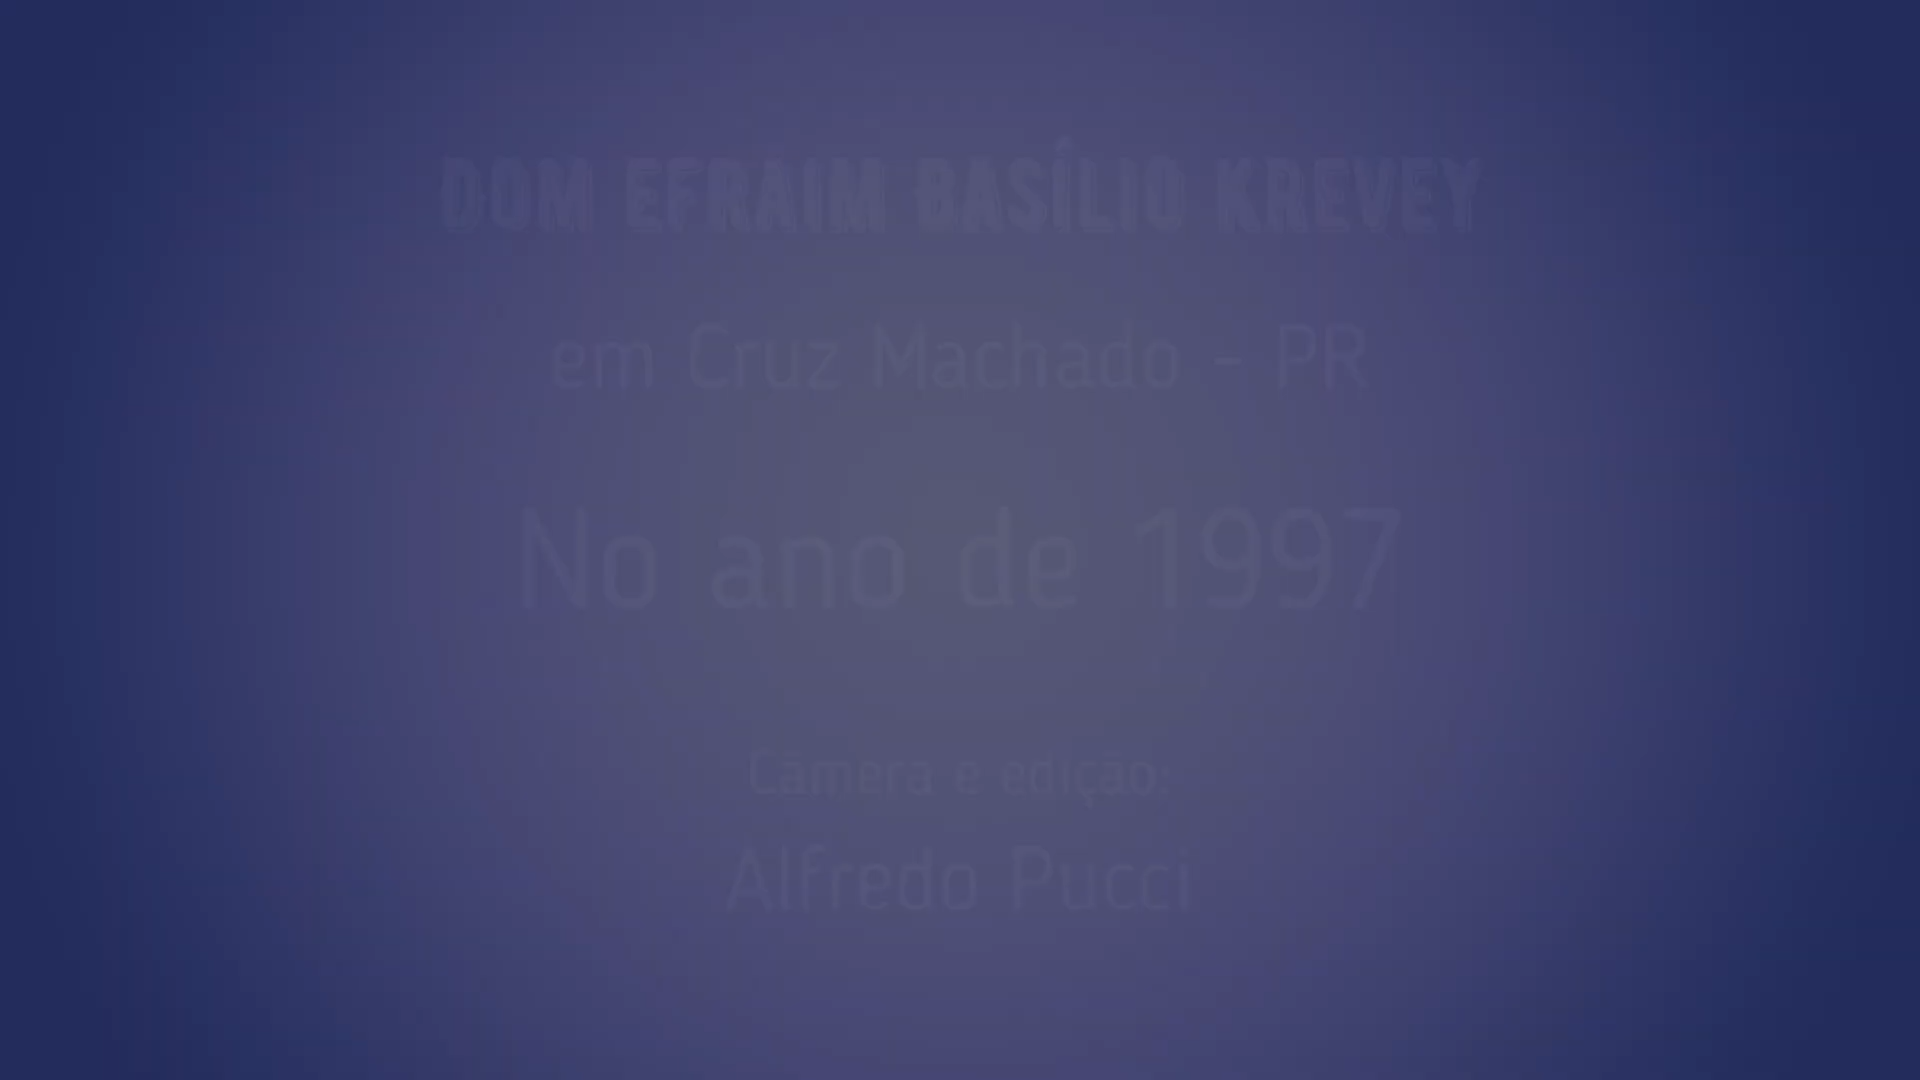 DOM EFRAIM BASÍLIO KREVEY
em Cruz Machado - PR
No ano de 1997
Câmera e edição:
Alfredo Pucci